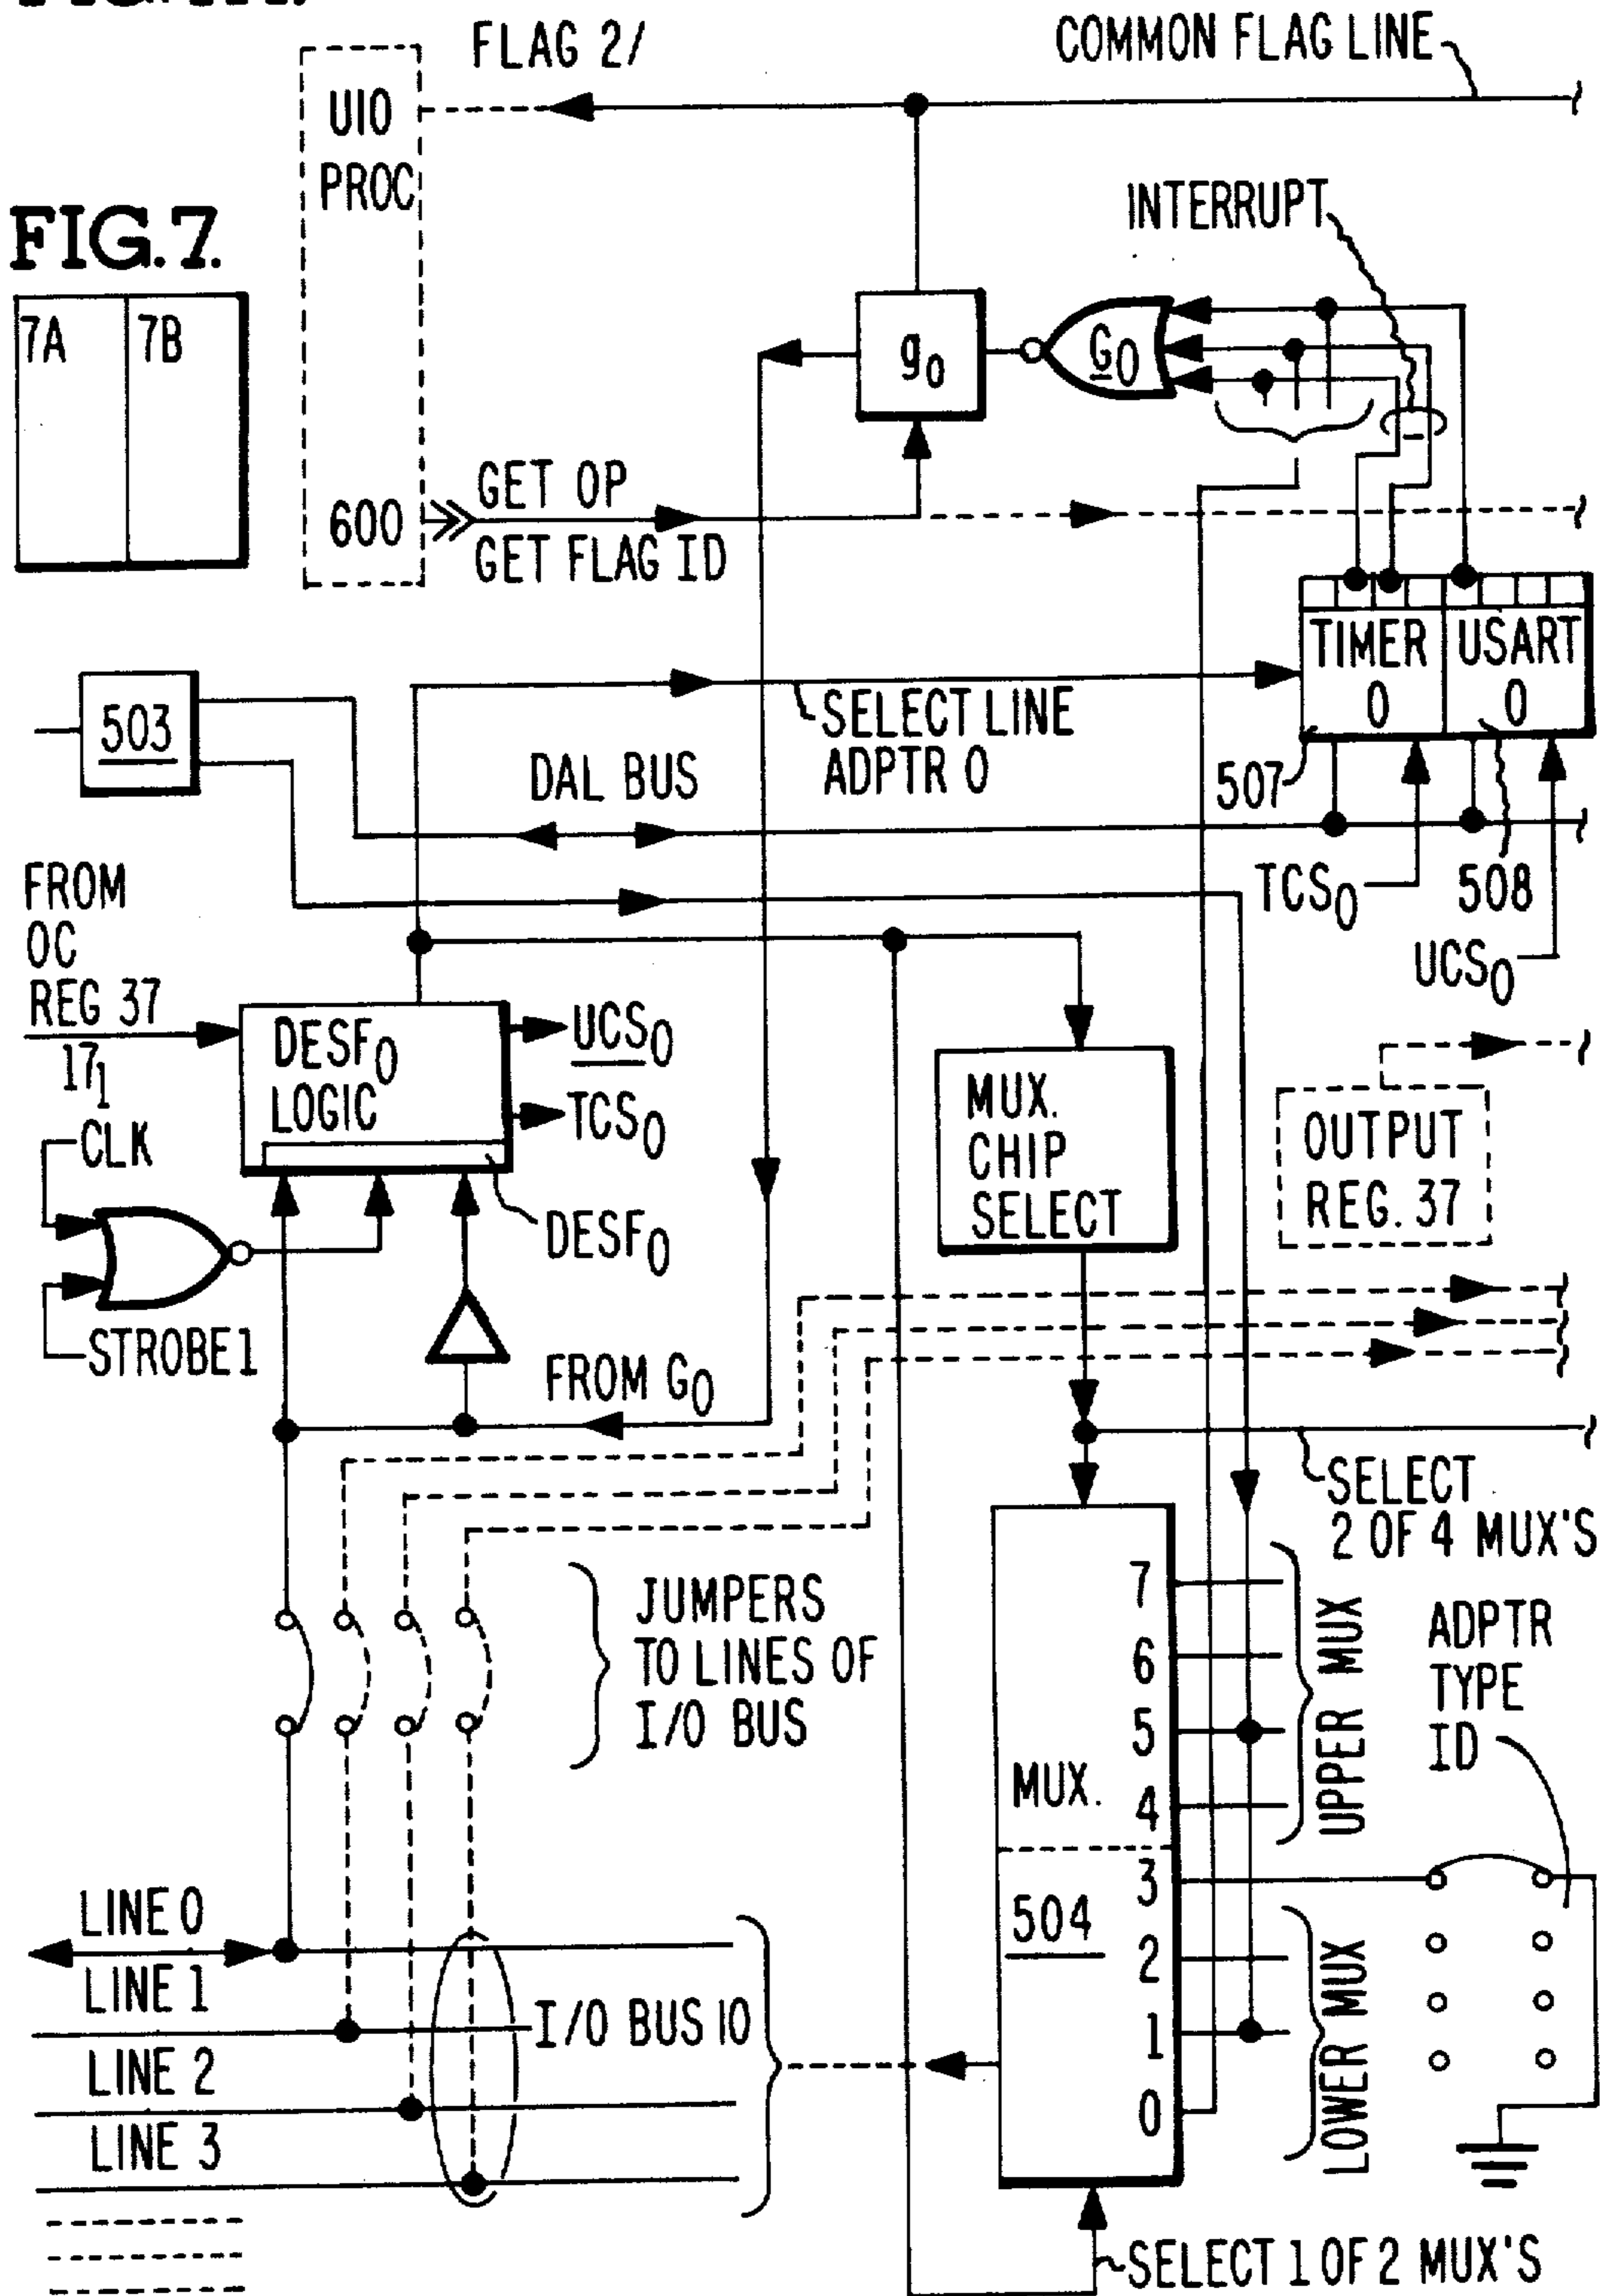 FLAG 2/
COMMON FLAG LINE
UIO
PROC
FIG.7.
7A
7B
INTERRUPT
g0
G0
GET OP
600
GET FLAG ID
TIMER
0
USART
0
503
SELECT LINE
ADPTR 0
DAL BUS
507
FROM
OC
REG 37
171
TCS0
508
UCS0
DESF0
LOGIC
UCS0
TCS0
CLK
MUX.
CHIP
SELECT
OUTPUT
REG. 37
DESF0
STROBE1
FROM G0
SELECT
2 OF 4 MUX'S
JUMPERS
TO LINES OF
I/O BUS
7
6
5
4
3
2
1
0
UPPER MUX
ADPTR
TYPE
ID
MUX.
504
LOWER MUX
LINE 0
LINE 1
I/O BUS 10
LINE 2
LINE 3
SELECT 1 OF 2 MUX'S